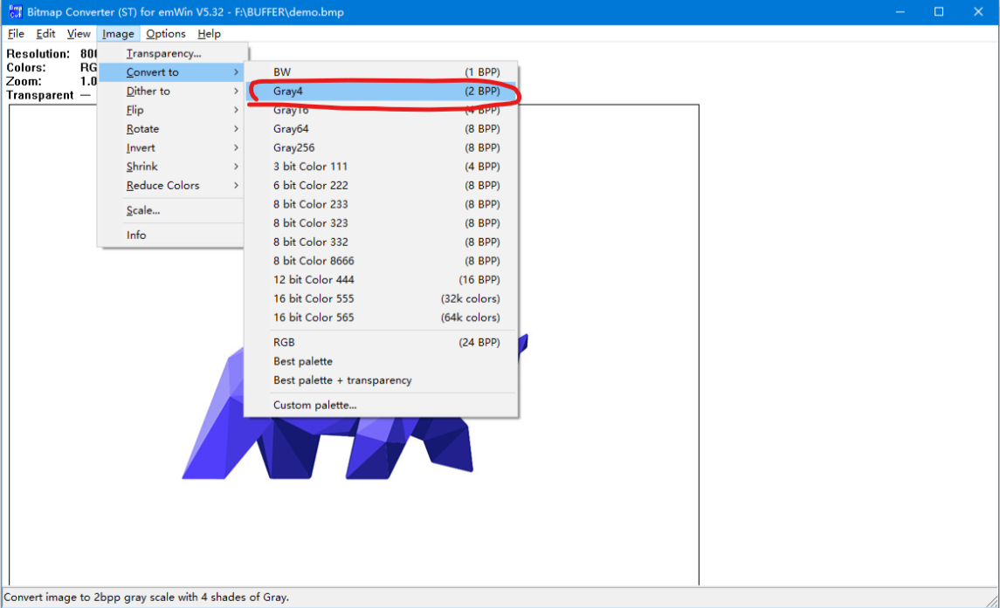 Bitmap Converter (ST) for emWin V5.32 - F:\BUFFER\demo.bmp
File Edit View Image Options Help
Resolution: 800
Colors: RG
Zoom: 1.0
Transparent —
Transparency...
Convert to >
Dither to >
Flip >
Rotate >
Invert >
Shrink >
Reduce Colors >
Scale...
Info
BW (1 BPP)
Gray4 (2 BPP)
Gray16 (4 BPP)
Gray64 (8 BPP)
Gray256 (8 BPP)
3 bit Color 111 (4 BPP)
6 bit Color 222 (8 BPP)
8 bit Color 233 (8 BPP)
8 bit Color 323 (8 BPP)
8 bit Color 332 (8 BPP)
8 bit Color 8666 (8 BPP)
12 bit Color 444 (16 BPP)
16 bit Color 555 (32k colors)
16 bit Color 565 (64k colors)
RGB (24 BPP)
Best palette
Best palette + transparency
Custom palette...
Convert image to 2bpp gray scale with 4 shades of Gray.